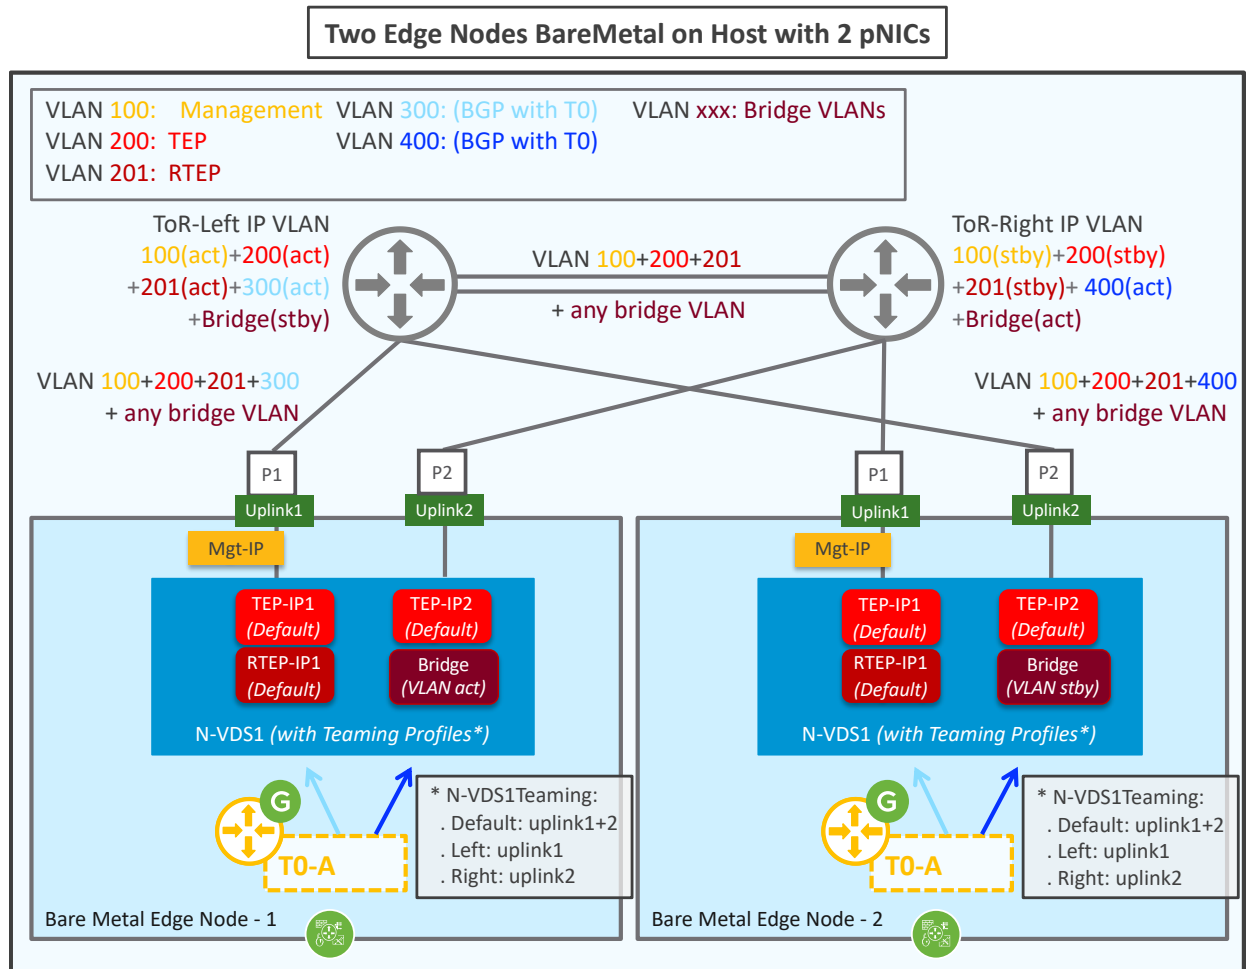 Two Edge Nodes BareMetal on Host with 2 pNICs
VLAN 100: Management
VLAN 200: TEP
VLAN 201: RTEP
VLAN 300: (BGP with T0)
VLAN 400: (BGP with T0)
VLAN xxx: Bridge VLANs
ToR-Left IP VLAN
100(act)+200(act)
+201(act)+300(act)
+Bridge(stby)
VLAN 100+200+201
+ any bridge VLAN
ToR-Right IP VLAN
100(stby)+200(stby)
+201(stby)+ 400(act)
+Bridge(act)
VLAN 100+200+201+300
+ any bridge VLAN
VLAN 100+200+201+400
+ any bridge VLAN
P1
Uplink1
P2
Uplink2
Mgt-IP
TEP-IP1
(Default)
RTEP-IP1
(Default)
TEP-IP2
(Default)
Bridge
(VLAN act)
N-VDS1 (with Teaming Profiles*)
G
T0-A
* N-VDS1Teaming:
. Default: uplink1+2
. Left: uplink1
. Right: uplink2
Bare Metal Edge Node - 1
P1
Uplink1
P2
Uplink2
Mgt-IP
TEP-IP1
(Default)
RTEP-IP1
(Default)
TEP-IP2
(Default)
Bridge
(VLAN stby)
N-VDS1 (with Teaming Profiles*)
G
T0-A
* N-VDS1Teaming:
. Default: uplink1+2
. Left: uplink1
. Right: uplink2
Bare Metal Edge Node - 2